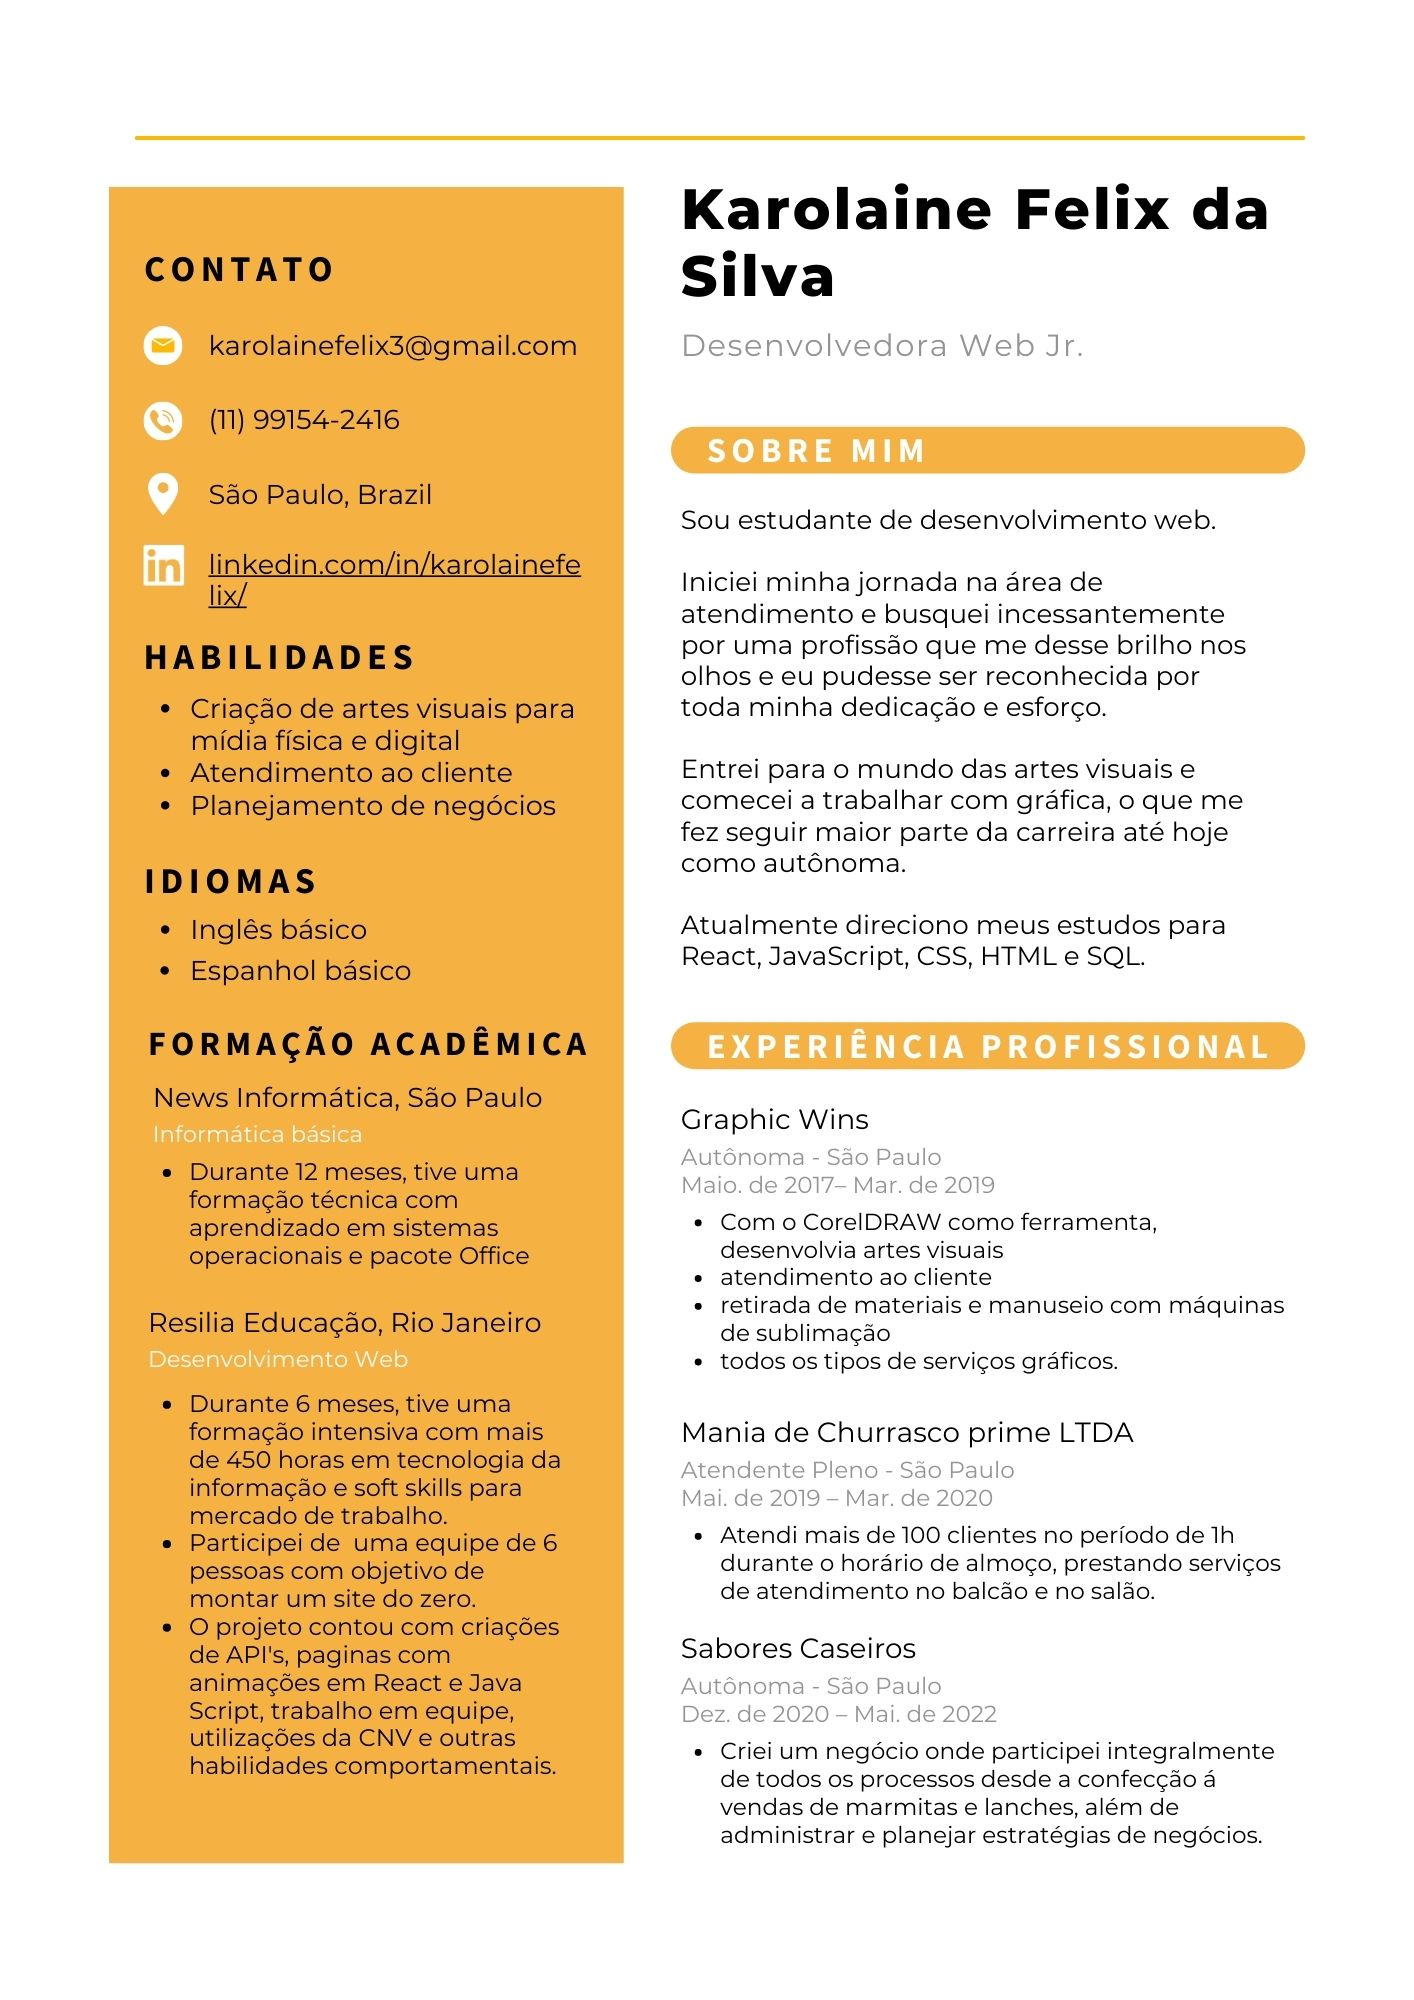 Karolaine Felix da
Silva
Desenvolvedora Web Jr.
CONTATO
karolainefelix3@gmail.com
(11) 99154-2416
São Paulo, Brazil
linkedin.com/in/karolainefe
lix/
HABILIDADES
• Criação de artes visuais para
mídia física e digital
• Atendimento ao cliente
• Planejamento de negócios
IDIOMAS
• Inglês básico
• Espanhol básico
FORMAÇÃO ACADÊMICA
News Informática, São Paulo
Informática básica
• Durante 12 meses, tive uma
formação técnica com
aprendizado em sistemas
operacionais e pacote Office
Resilia Educação, Rio Janeiro
Desenvolvimento Web
• Durante 6 meses, tive uma
formação intensiva com mais
de 450 horas em tecnologia da
informação e soft skills para
mercado de trabalho.
• Participei de  uma equipe de 6
pessoas com objetivo de
montar um site do zero.
• O projeto contou com criações
de API's, paginas com
animações em React e Java
Script, trabalho em equipe,
utilizações da CNV e outras
habilidades comportamentais.
SOBRE MIM
Sou estudante de desenvolvimento web.
Iniciei minha jornada na área de
atendimento e busquei incessantemente
por uma profissão que me desse brilho nos
olhos e eu pudesse ser reconhecida por
toda minha dedicação e esforço.
Entrei para o mundo das artes visuais e
comecei a trabalhar com gráfica, o que me
fez seguir maior parte da carreira até hoje
como autônoma.
Atualmente direciono meus estudos para
React, JavaScript, CSS, HTML e SQL.
EXPERIÊNCIA PROFISSIONAL
Graphic Wins
Autônoma - São Paulo
Maio. de 2017– Mar. de 2019
• Com o CorelDRAW como ferramenta,
desenvolvia artes visuais
• atendimento ao cliente
• retirada de materiais e manuseio com máquinas
de sublimação
• todos os tipos de serviços gráficos.
Mania de Churrasco prime LTDA
Atendente Pleno - São Paulo
Mai. de 2019 – Mar. de 2020
• Atendi mais de 100 clientes no período de 1h
durante o horário de almoço, prestando serviços
de atendimento no balcão e no salão.
Sabores Caseiros
Autônoma - São Paulo
Dez. de 2020 – Mai. de 2022
• Criei um negócio onde participei integralmente
de todos os processos desde a confecção á
vendas de marmitas e lanches, além de
administrar e planejar estratégias de negócios.